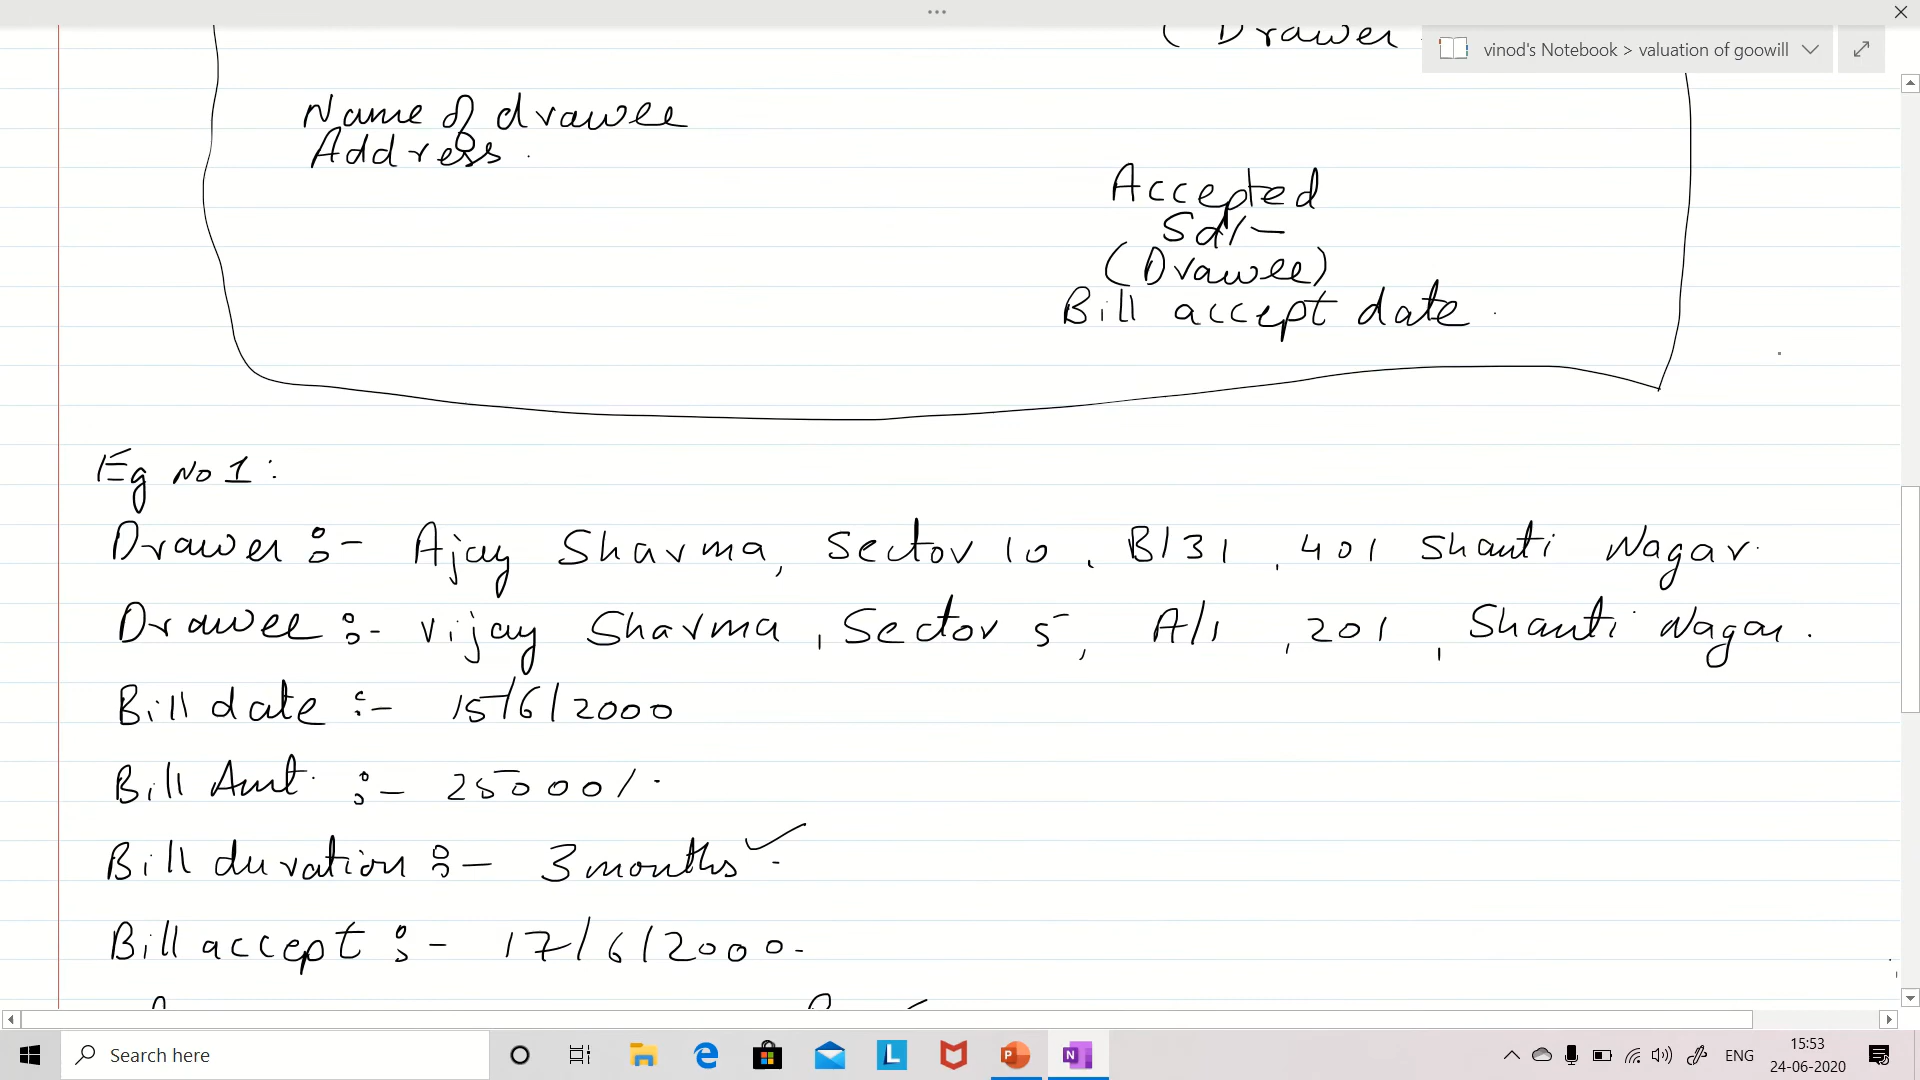 (Drawer
vinod's Notebook > valuation of goowill
Name of drawee
Address.
Accepted
Sd/-
(Drawee)
Bill accept date.
Eg No 1:
Drawer :- Ajay Sharma, Sector 10, B/31, 401 Shanti Nagar.
Drawee :- Vijay Sharma, Sector 5, A/1, 201, Shanti Nagar.
Bill date :- 15/6/2000
Bill Amt. :- 25000/.
Bill duration :- 3 months.
Bill accept :- 17/6/2000.
Search here
ENG
15:53
24-06-2020